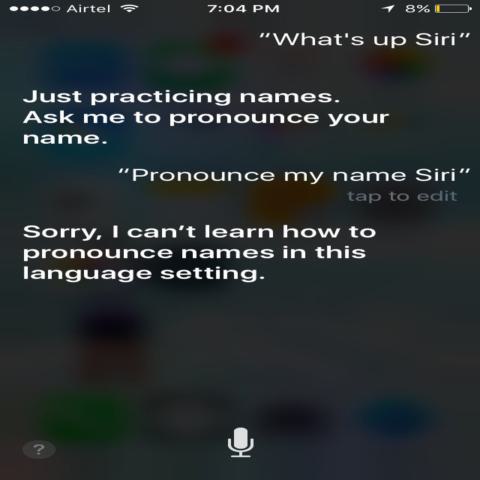 Airtel 7:04 PM 8%
“What's up Siri”
Just practicing names.
Ask me to pronounce your
name.
“Pronounce my name Siri”
tap to edit
Sorry, I can’t learn how to
pronounce names in this
language setting.
?